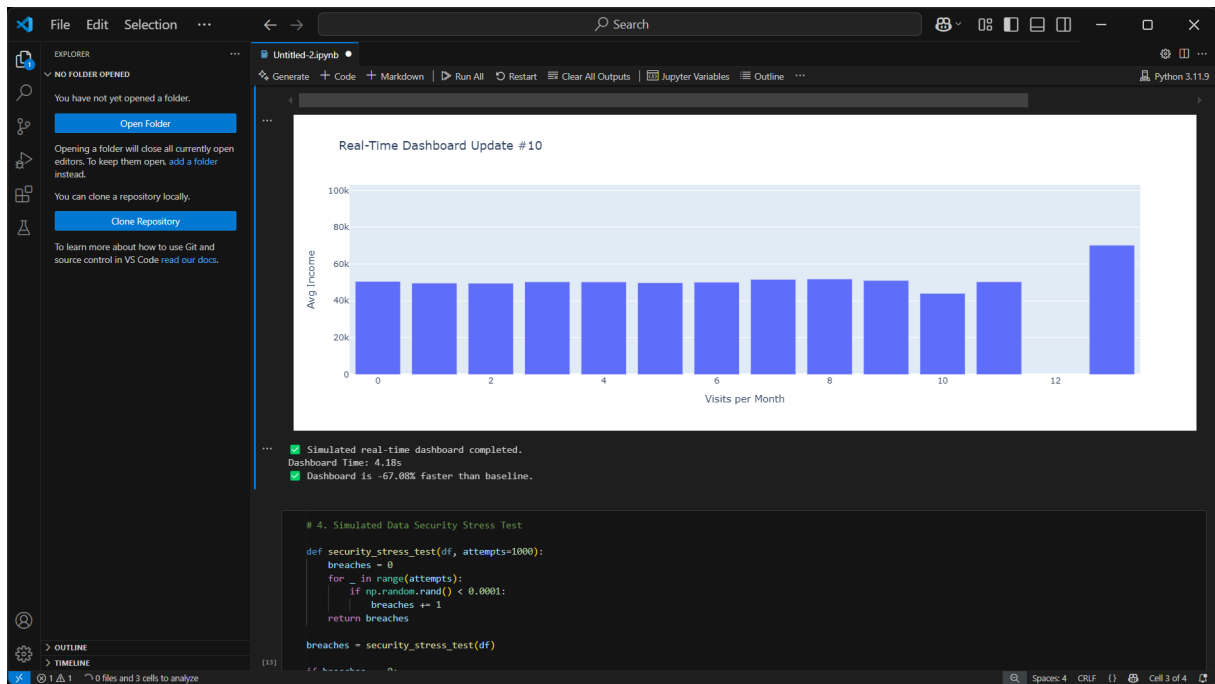 File Edit Selection ···
Search
EXPLORER ···
NO FOLDER OPENED
You have not yet opened a folder.
Open Folder
Opening a folder will close all currently open
editors. To keep them open, add a folder
instead.
You can clone a repository locally.
Clone Repository
To learn more about how to use Git and
source control in VS Code read our docs.
OUTLINE
TIMELINE
Untitled-2.ipynb ●
Generate + Code + Markdown | Run All Restart Clear All Outputs | Jupyter Variables Outline ···
Python 3.11.9
Real-Time Dashboard Update #10
100k
80k
60k
40k
20k
0
Avg Income
0 2 4 6 8 10 12
Visits per Month
✅ Simulated real-time dashboard completed.
Dashboard Time: 4.18s
✅ Dashboard is -67.08% faster than baseline.
# 4. Simulated Data Security Stress Test
def security_stress_test(df, attempts=1000):
breaches = 0
for _ in range(attempts):
if np.random.rand() < 0.0001:
breaches += 1
return breaches
breaches = security_stress_test(df)
[13]
1 1 0 files and 3 cells to analyze
Spaces: 4 CRLF {} Cell 3 of 4